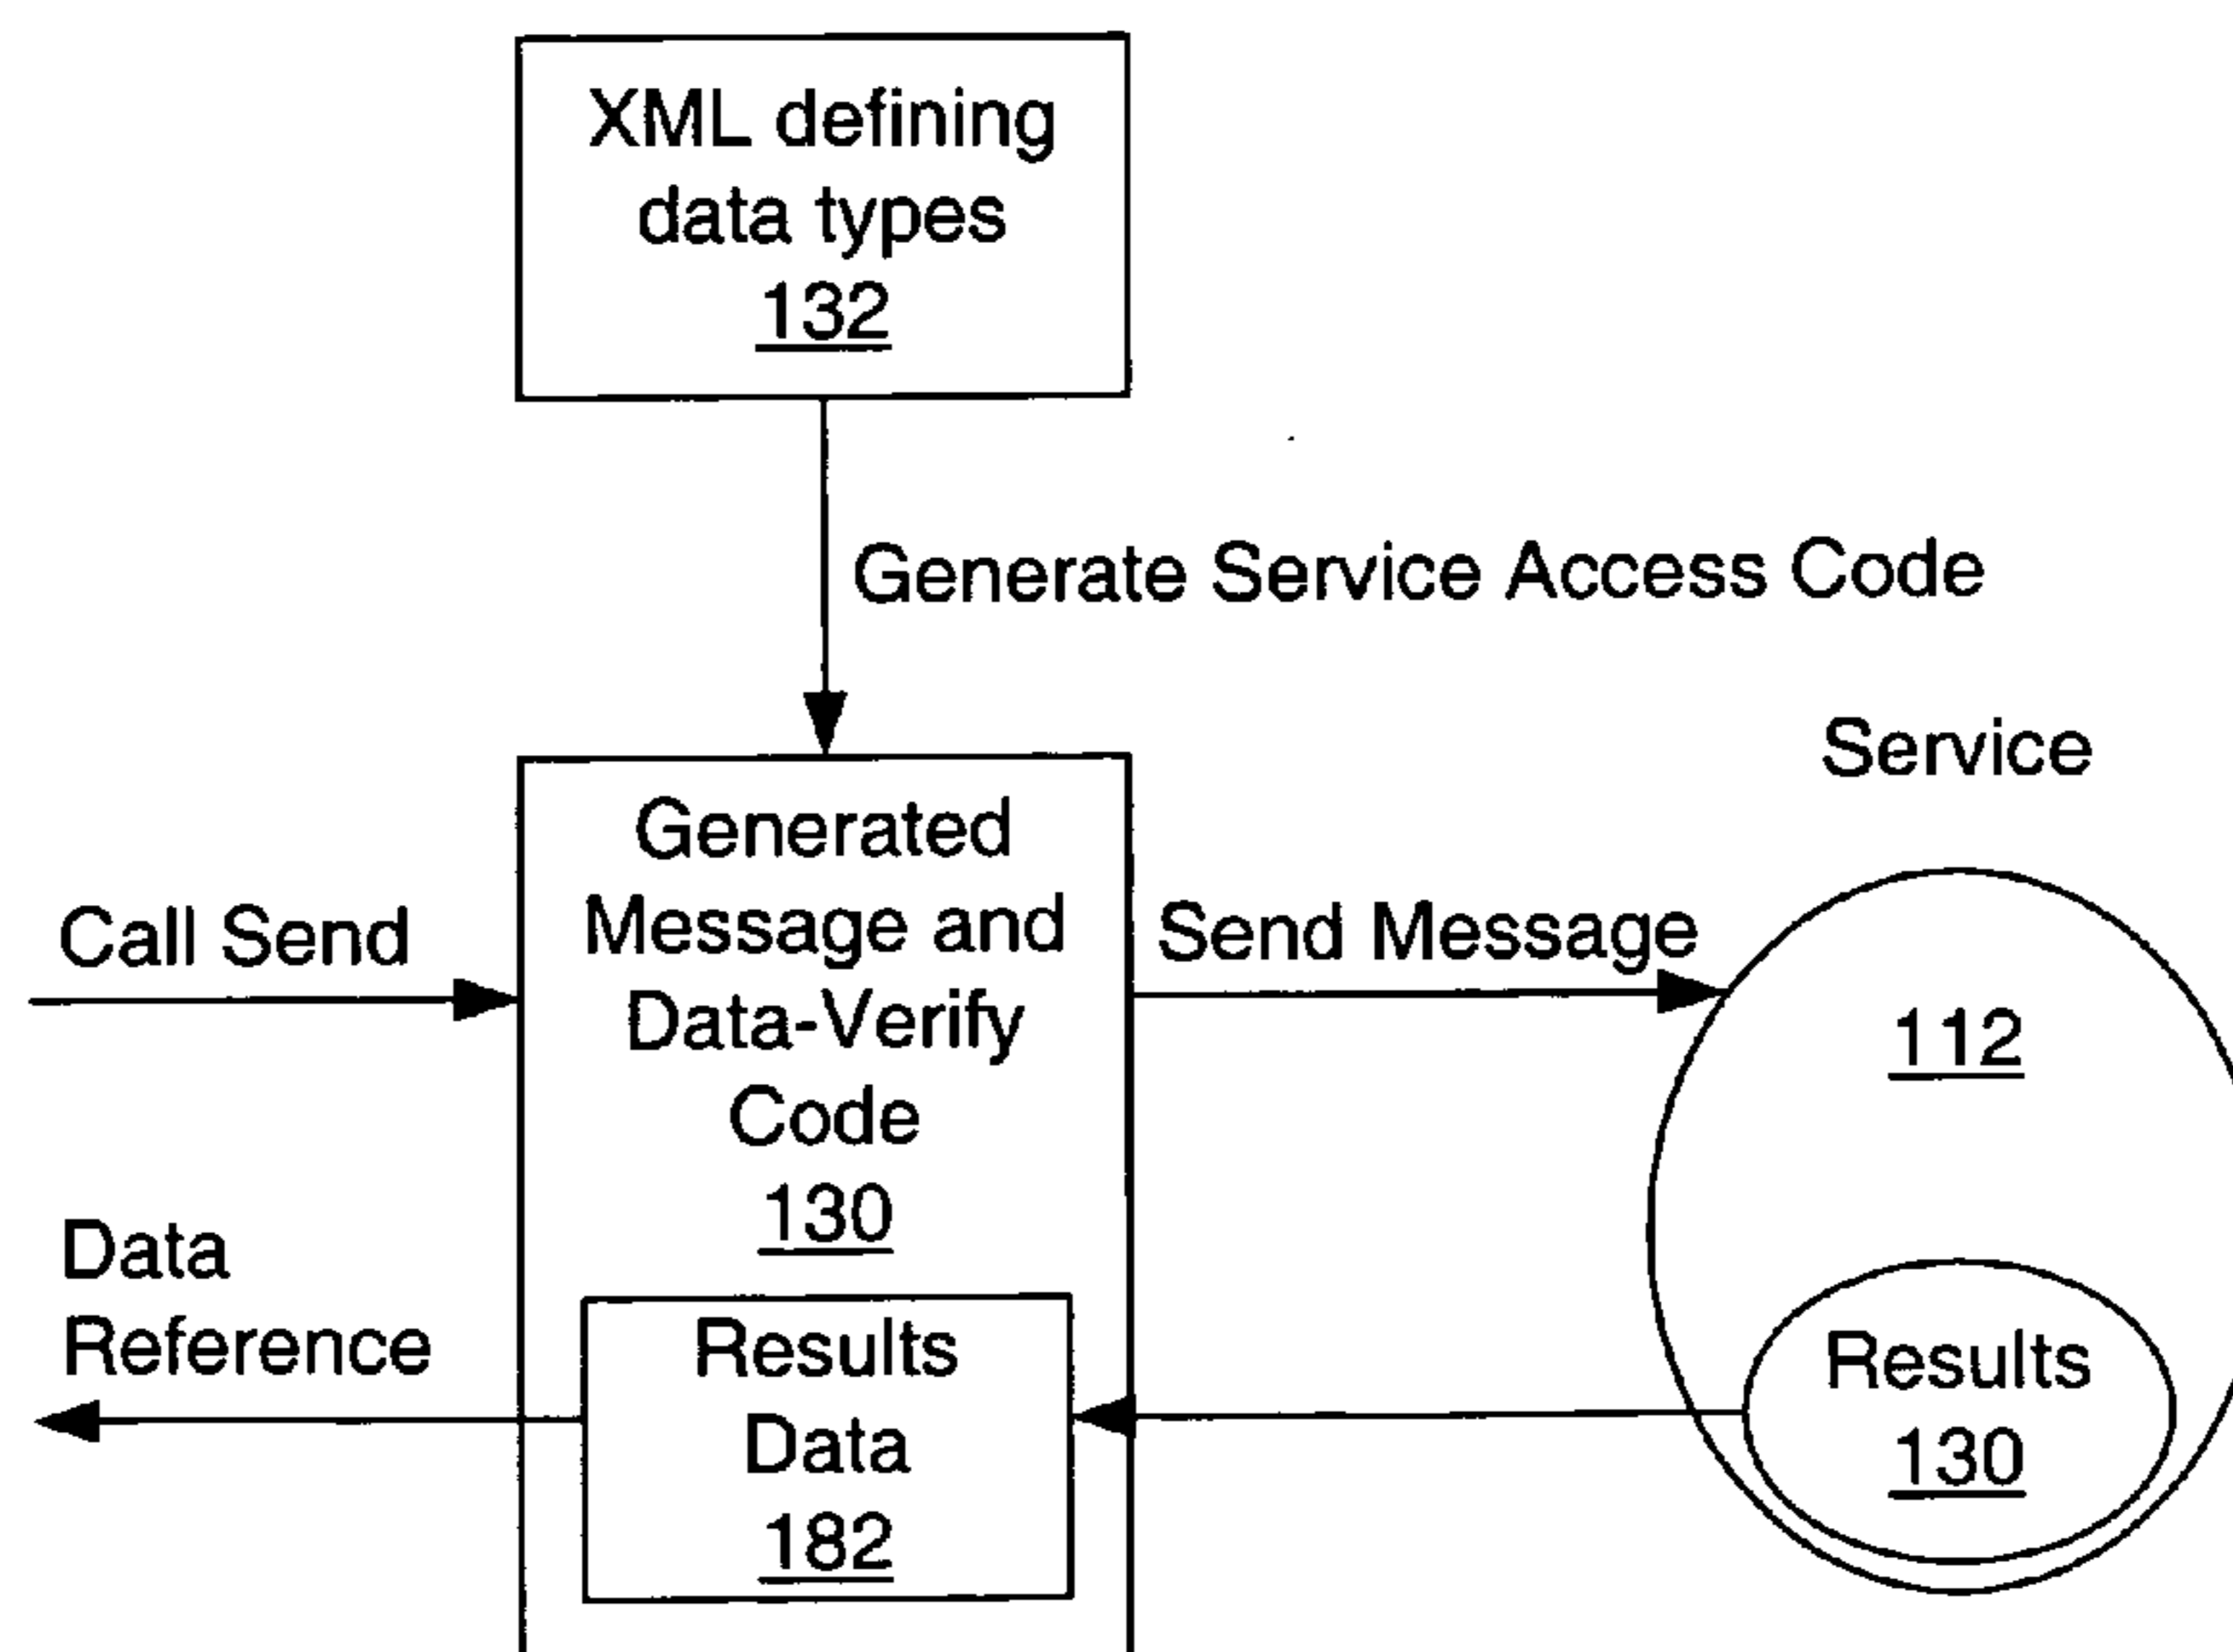 XML defining
data types
132
Generate Service Access Code
Service
Generated
Message and
Data-Verify
Code
130
Call Send
Send Message
112
Data
Reference
Results
Data
182
Results
130